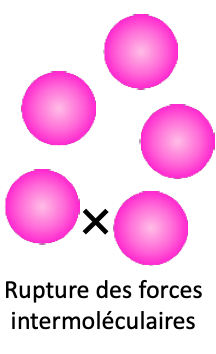 Rupture des forces
intermoléculaires